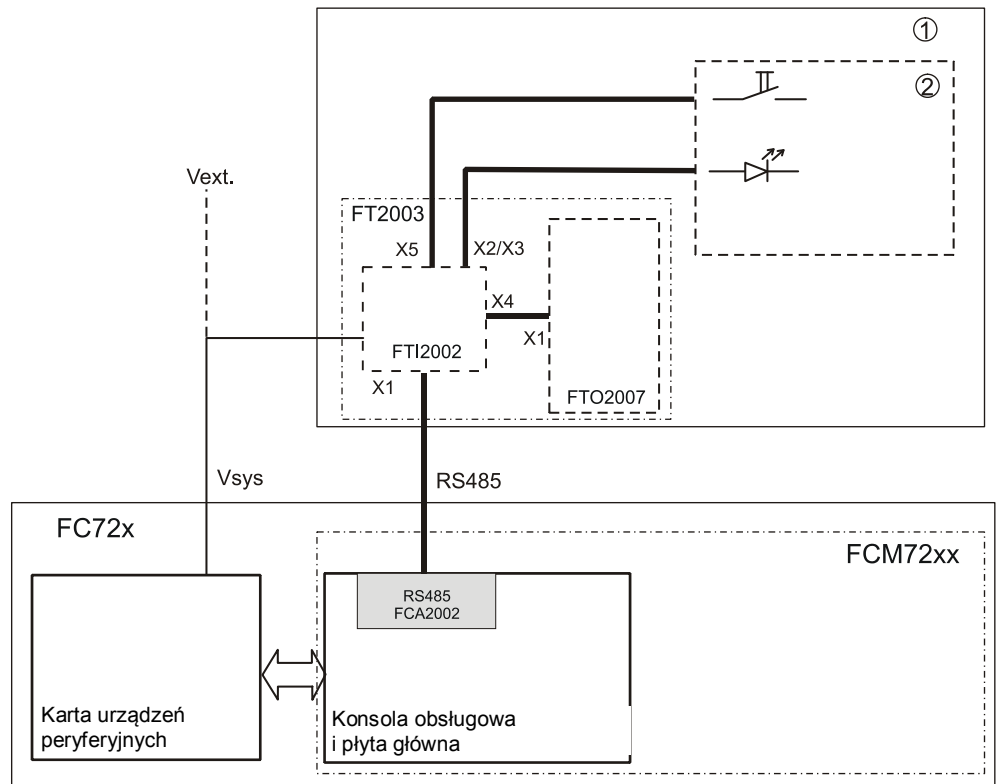 ①
②
Vext.
FT2003
X5
X2/X3
X4
X1
FTI2002
X1
FTO2007
Vsys
RS485
FC72x
FCM72xx
RS485
FCA2002
Karta urządzeń
peryferyjnych
Konsola obsługowa
i płyta główna